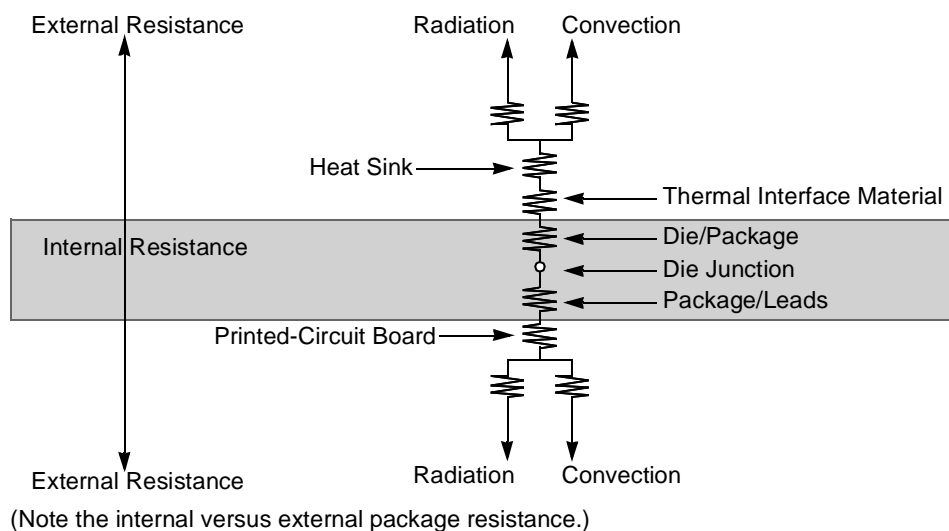 External Resistance
Radiation
Convection
Heat Sink
Thermal Interface Material
Internal Resistance
Die/Package
Die Junction
Package/Leads
Printed-Circuit Board
External Resistance
Radiation
Convection
(Note the internal versus external package resistance.)